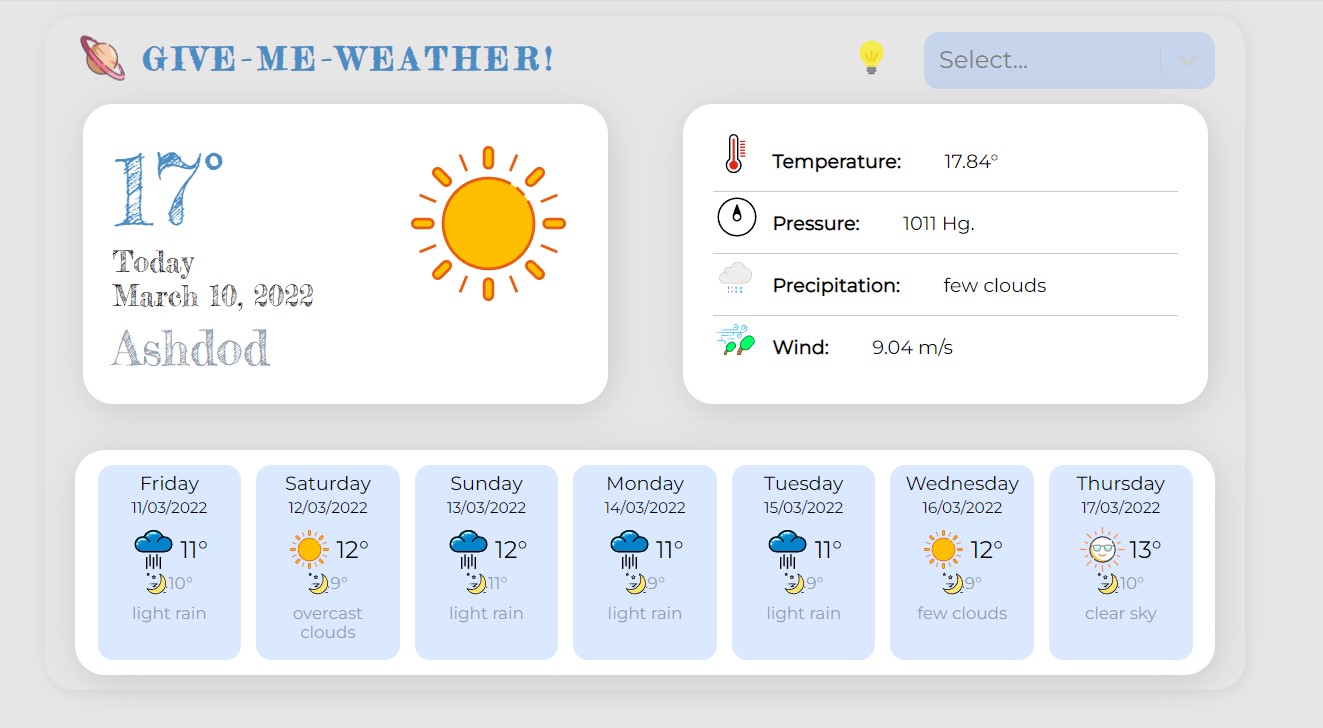 GIVE-ME-WEATHER!
Select...
17°
Today
March 10, 2022
Ashdod
Temperature: 17.84°
Pressure: 1011 Hg.
Precipitation: few clouds
Wind: 9.04 m/s
Friday
11/03/2022
11°
10°
light rain
Saturday
12/03/2022
12°
9°
overcast
clouds
Sunday
13/03/2022
12°
11°
light rain
Monday
14/03/2022
11°
9°
light rain
Tuesday
15/03/2022
11°
9°
light rain
Wednesday
16/03/2022
12°
9°
few clouds
Thursday
17/03/2022
13°
10°
clear sky